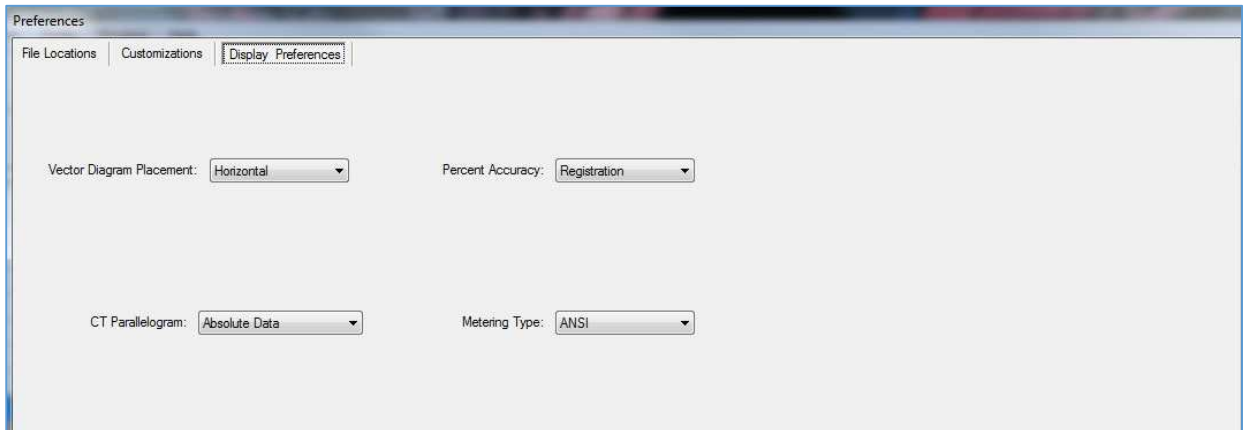 Preferences
File Locations Customizations Display Preferences
Vector Diagram Placement: Horizontal Percent Accuracy: Registration
CT Parallelogram: Absolute Data Metering Type: ANSI